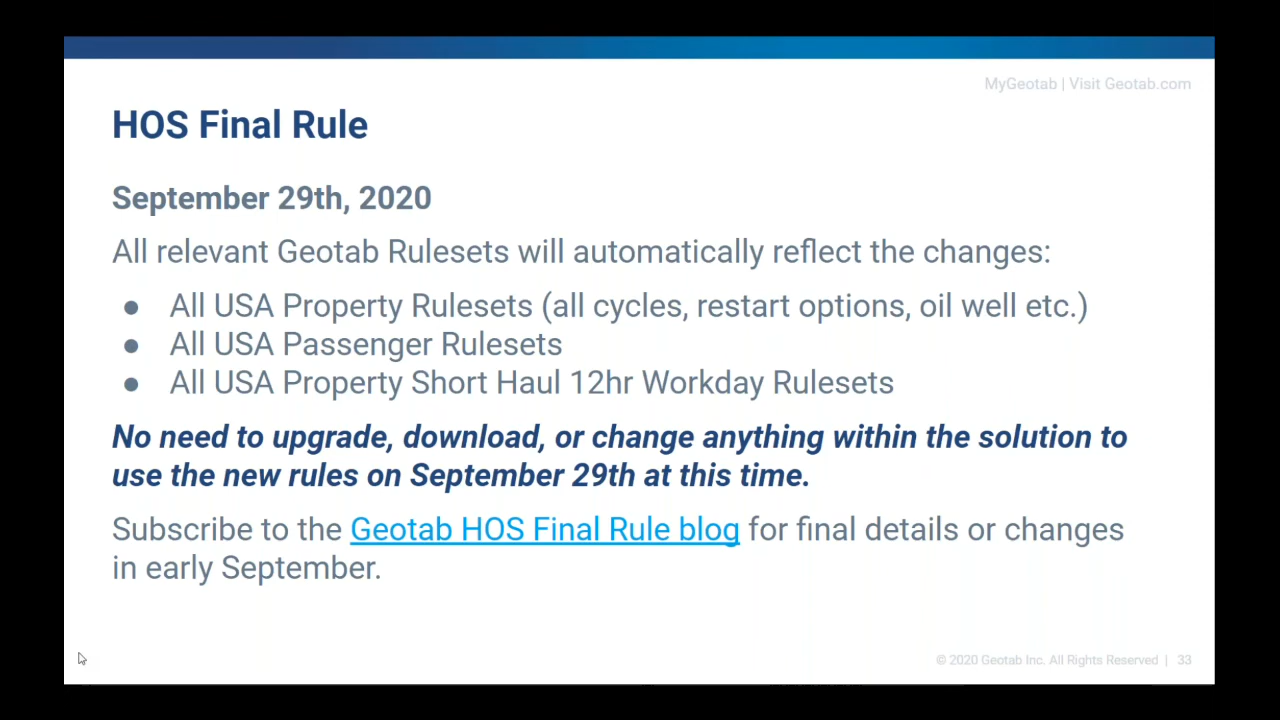 MyGeotab | Visit Geotab.com
HOS Final Rule
September 29th, 2020
All relevant Geotab Rulesets will automatically reflect the changes:
● All USA Property Rulesets (all cycles, restart options, oil well etc.)
● All USA Passenger Rulesets
● All USA Property Short Haul 12hr Workday Rulesets
No need to upgrade, download, or change anything within the solution to
use the new rules on September 29th at this time.
Subscribe to the Geotab HOS Final Rule blog for final details or changes
in early September.
© 2020 Geotab Inc. All Rights Reserved | 33